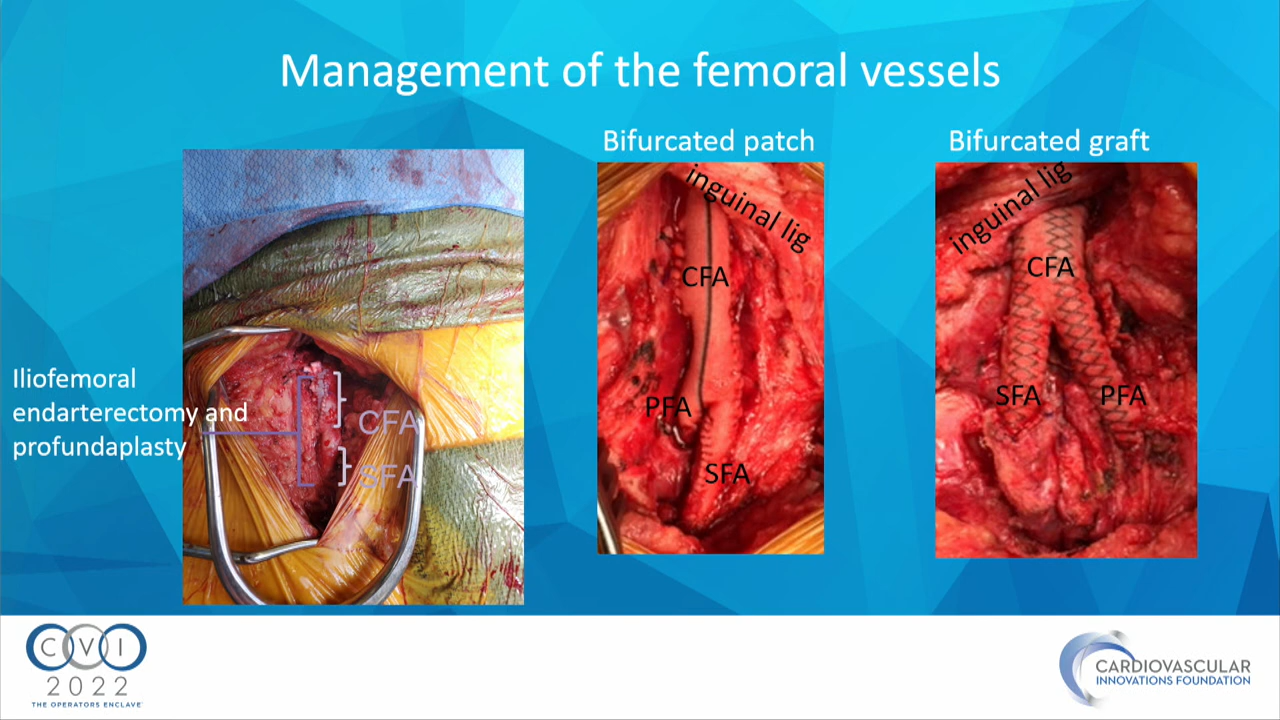 Management of the femoral vessels
Bifurcated patch
Bifurcated graft
inguinal lig
inguinal lig
CFA
CFA
Iliofemoral
endarterectomy and
profundaplasty
CFA
SFA
PFA
SFA
SFA
PFA
CVI
2022
THE OPERATORS ENCLAVE
CARDIOVASCULAR
INNOVATIONS FOUNDATION